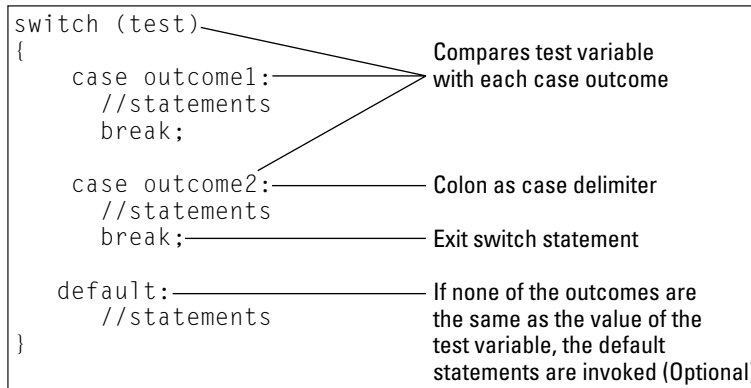 switch (test)
{
case outcome1:
//statements
break;
case outcome2:
//statements
break;
default:
//statements
}
Compares test variable
with each case outcome
Colon as case delimiter
Exit switch statement
If none of the outcomes are
the same as the value of the
test variable, the default
statements are invoked (Optional)